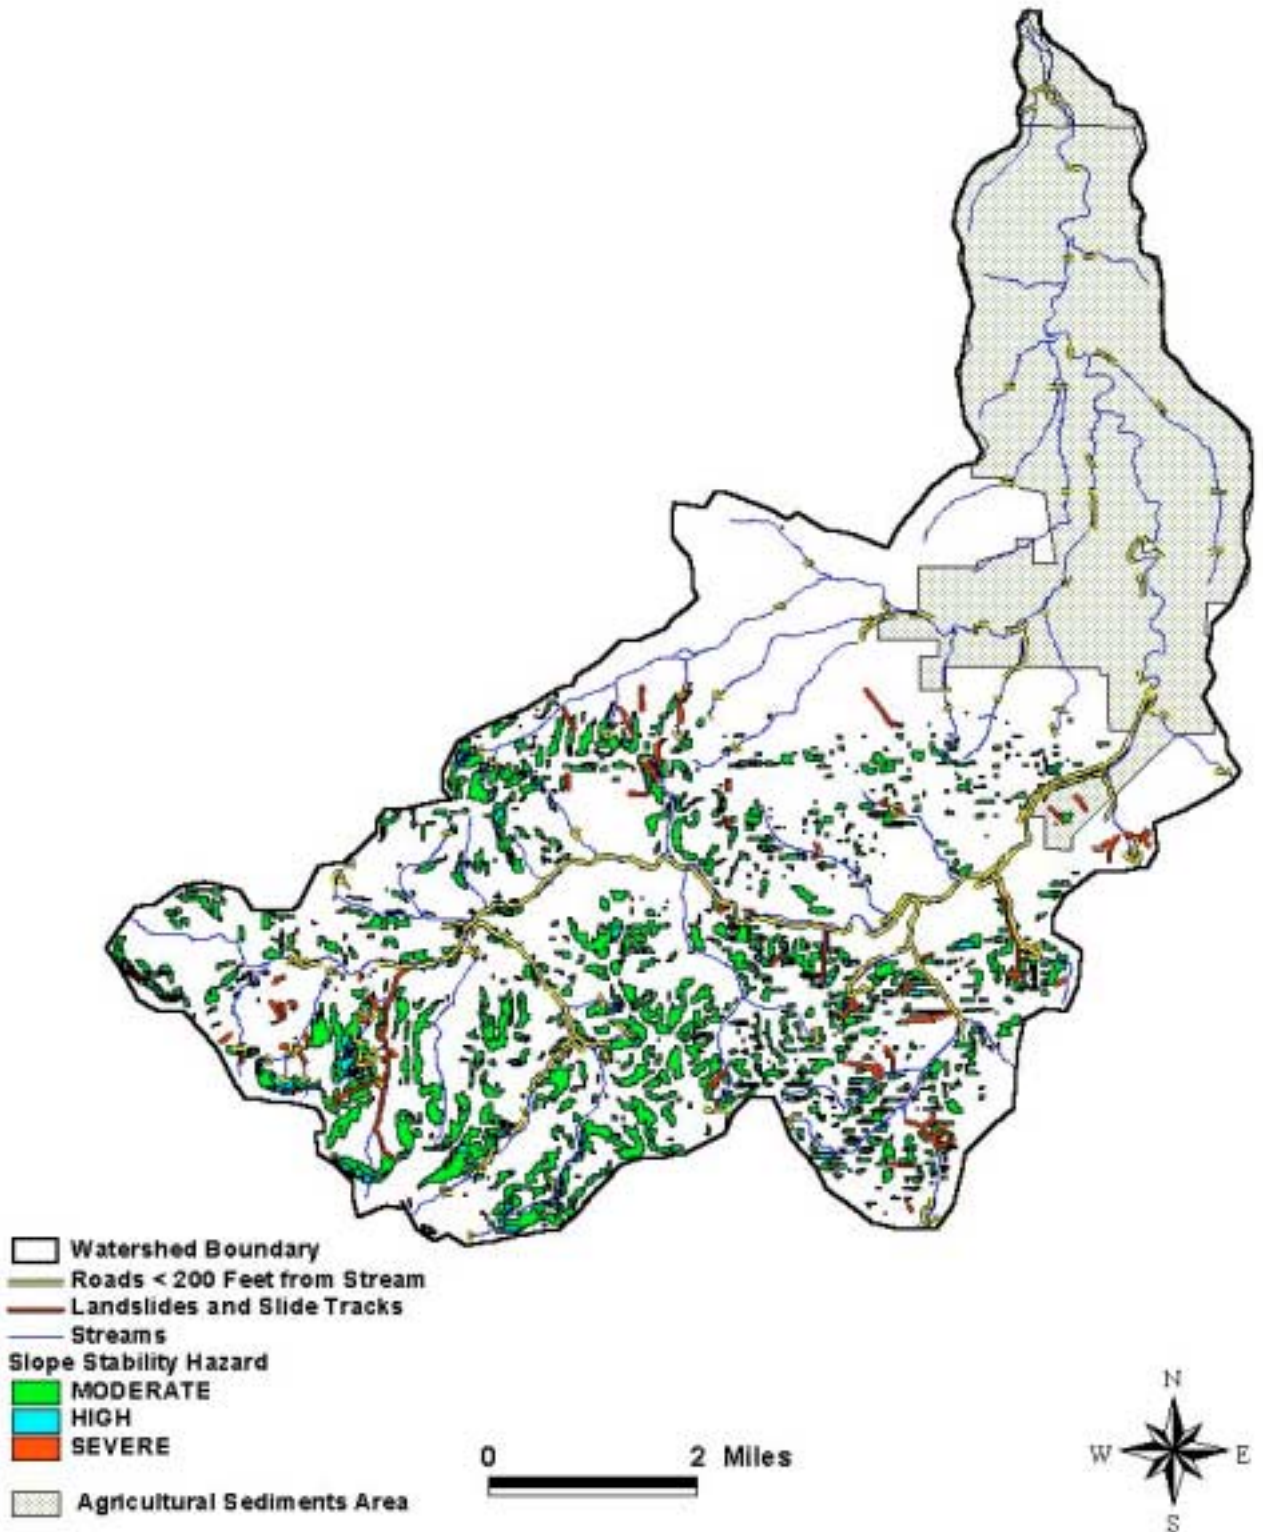 Watershed Boundary
Roads < 200 Feet from Stream
Landslides and Slide Tracks
Streams
Slope Stability Hazard
MODERATE
HIGH
SEVERE
Agricultural Sediments Area
0 2 Miles
N
W E
S